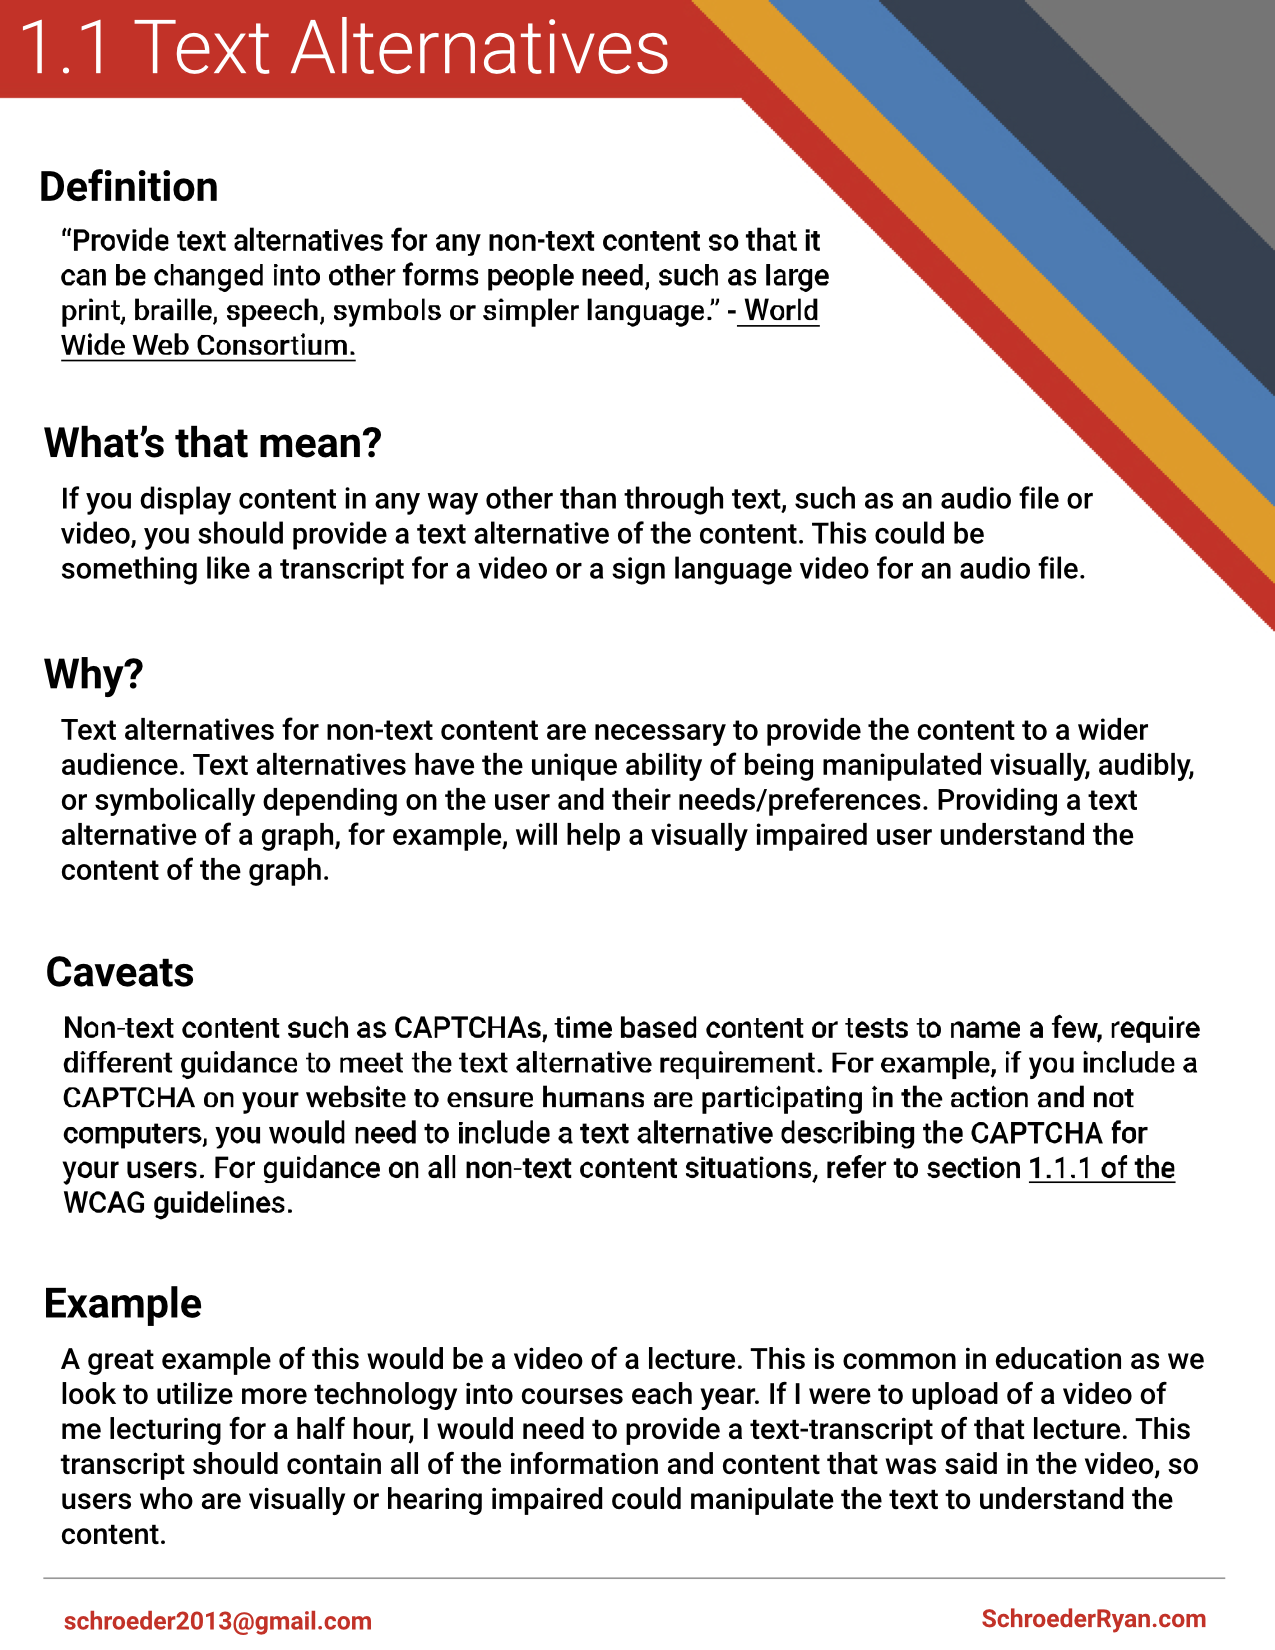 1.1 Text Alternatives
Definition
“Provide text alternatives for any non-text content so that it
can be changed into other forms people need, such as large
print, braille, speech, symbols or simpler language.” - World
Wide Web Consortium.
What’s that mean?
If you display content in any way other than through text, such as an audio file or
video, you should provide a text alternative of the content. This could be
something like a transcript for a video or a sign language video for an audio file.
Why?
Text alternatives for non-text content are necessary to provide the content to a wider
audience. Text alternatives have the unique ability of being manipulated visually, audibly,
or symbolically depending on the user and their needs/preferences. Providing a text
alternative of a graph, for example, will help a visually impaired user understand the
content of the graph.
Caveats
Non-text content such as CAPTCHAs, time based content or tests to name a few, require
different guidance to meet the text alternative requirement. For example, if you include a
CAPTCHA on your website to ensure humans are participating in the action and not
computers, you would need to include a text alternative describing the CAPTCHA for
your users. For guidance on all non-text content situations, refer to section 1.1.1 of the
WCAG guidelines.
Example
A great example of this would be a video of a lecture. This is common in education as we
look to utilize more technology into courses each year. If I were to upload of a video of
me lecturing for a half hour, I would need to provide a text-transcript of that lecture. This
transcript should contain all of the information and content that was said in the video, so
users who are visually or hearing impaired could manipulate the text to understand the
content.
schroeder2013@gmail.com
SchroederRyan.com